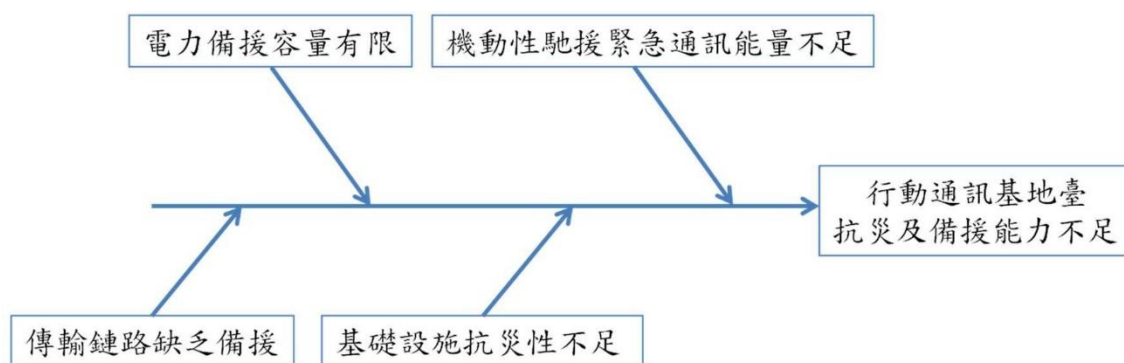 電力備援容量有限
機動性馳援緊急通訊能量不足
行動通訊基地臺
抗災及備援能力不足
傳輸鏈路缺乏備援
基礎設施抗災性不足